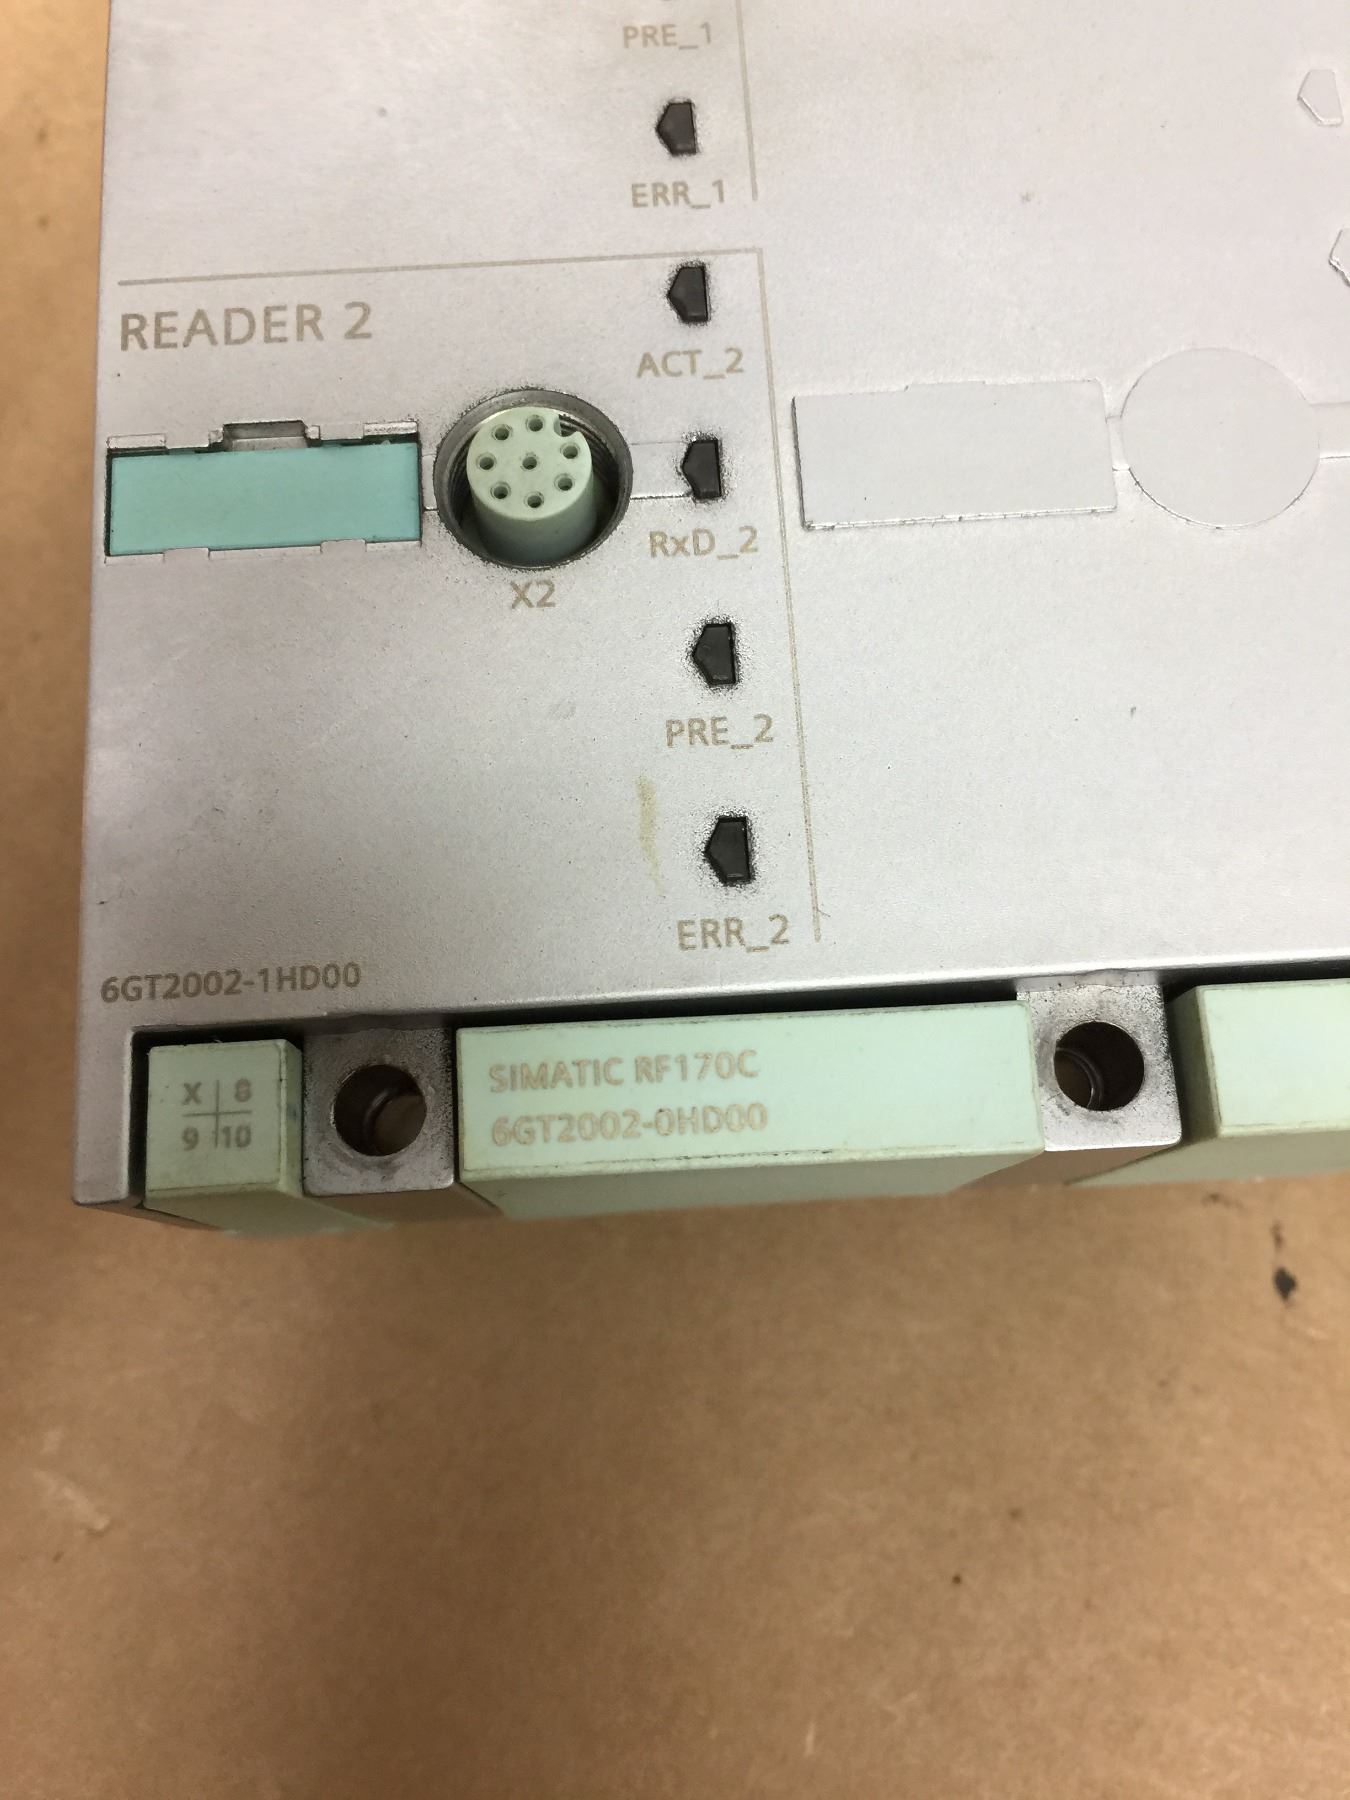 PRE_1
ERR_1
READER 2
ACT_2
RxD_2
X2
PRE_2
ERR_2
6GT2002-1HD00
SIMATIC RF170C
6GT2002-0HD00
X 8
9 10